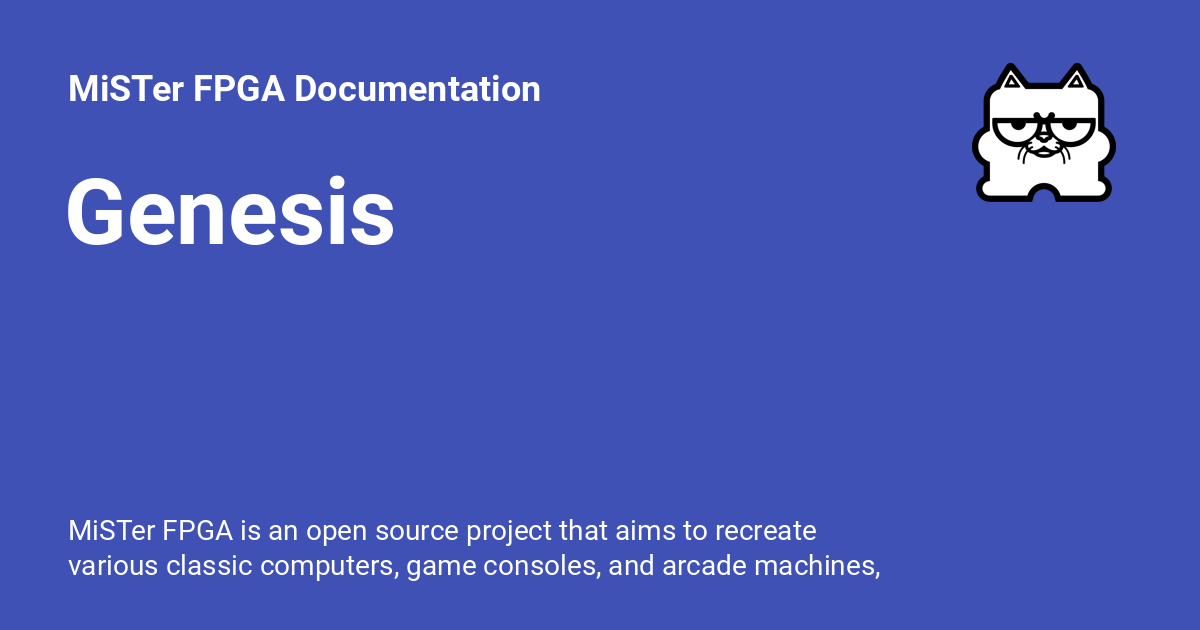 MiSTer FPGA Documentation
Genesis
MiSTer FPGA is an open source project that aims to recreate
various classic computers, game consoles, and arcade machines,